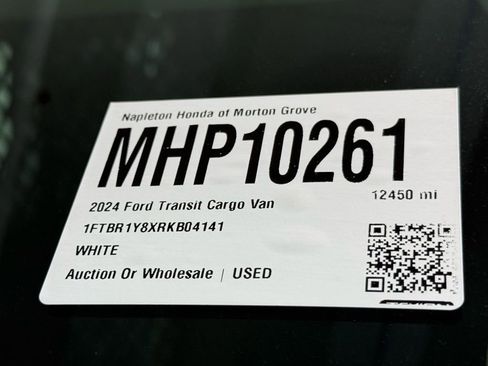 Napleton Honda of Morton Grove
MHP10261
12450 mi
2024 Ford Transit Cargo Van
1FTBR1Y8XRKB04141
WHITE
Auction Or Wholesale | USED